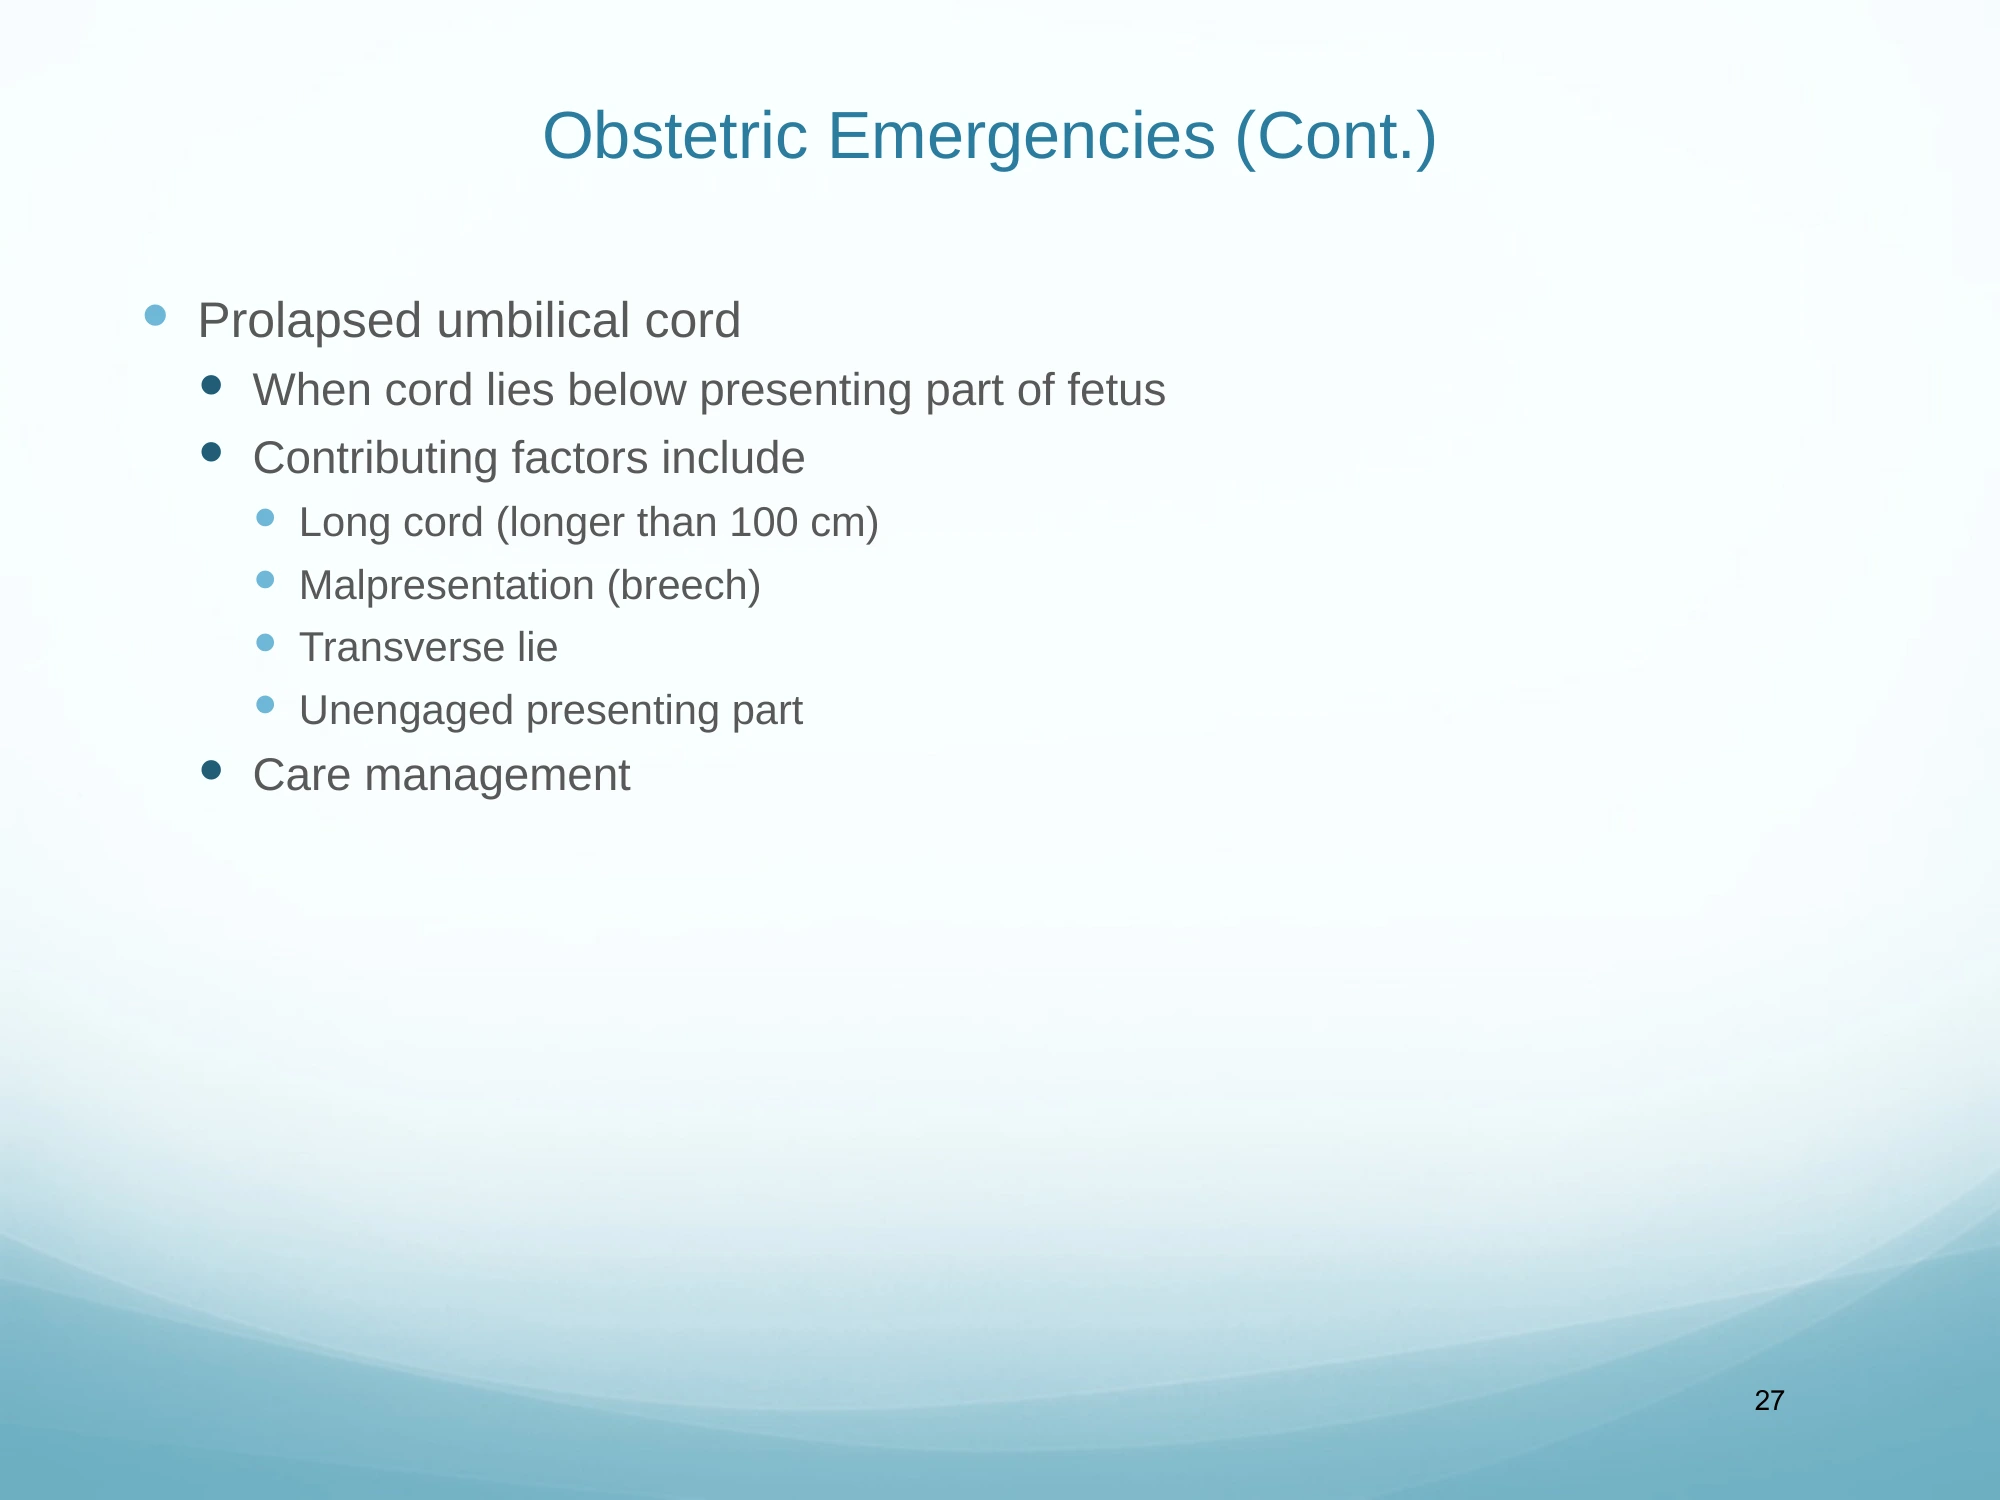 Obstetric Emergencies (Cont.)
Prolapsed umbilical cord
When cord lies below presenting part of fetus
Contributing factors include
Long cord (longer than 100 cm)
Malpresentation (breech)
Transverse lie
Unengaged presenting part
Care management
27